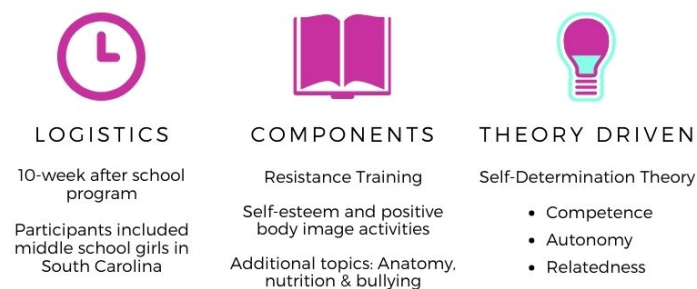 LOGISTICS
10-week after school
program
Participants included
middle school girls in
South Carolina
COMPONENTS
Resistance Training
Self-esteem and positive
body image activities
Additional topics: Anatomy,
nutrition & bullying
THEORY DRIVEN
Self-Determination Theory
• Competence
• Autonomy
• Relatedness